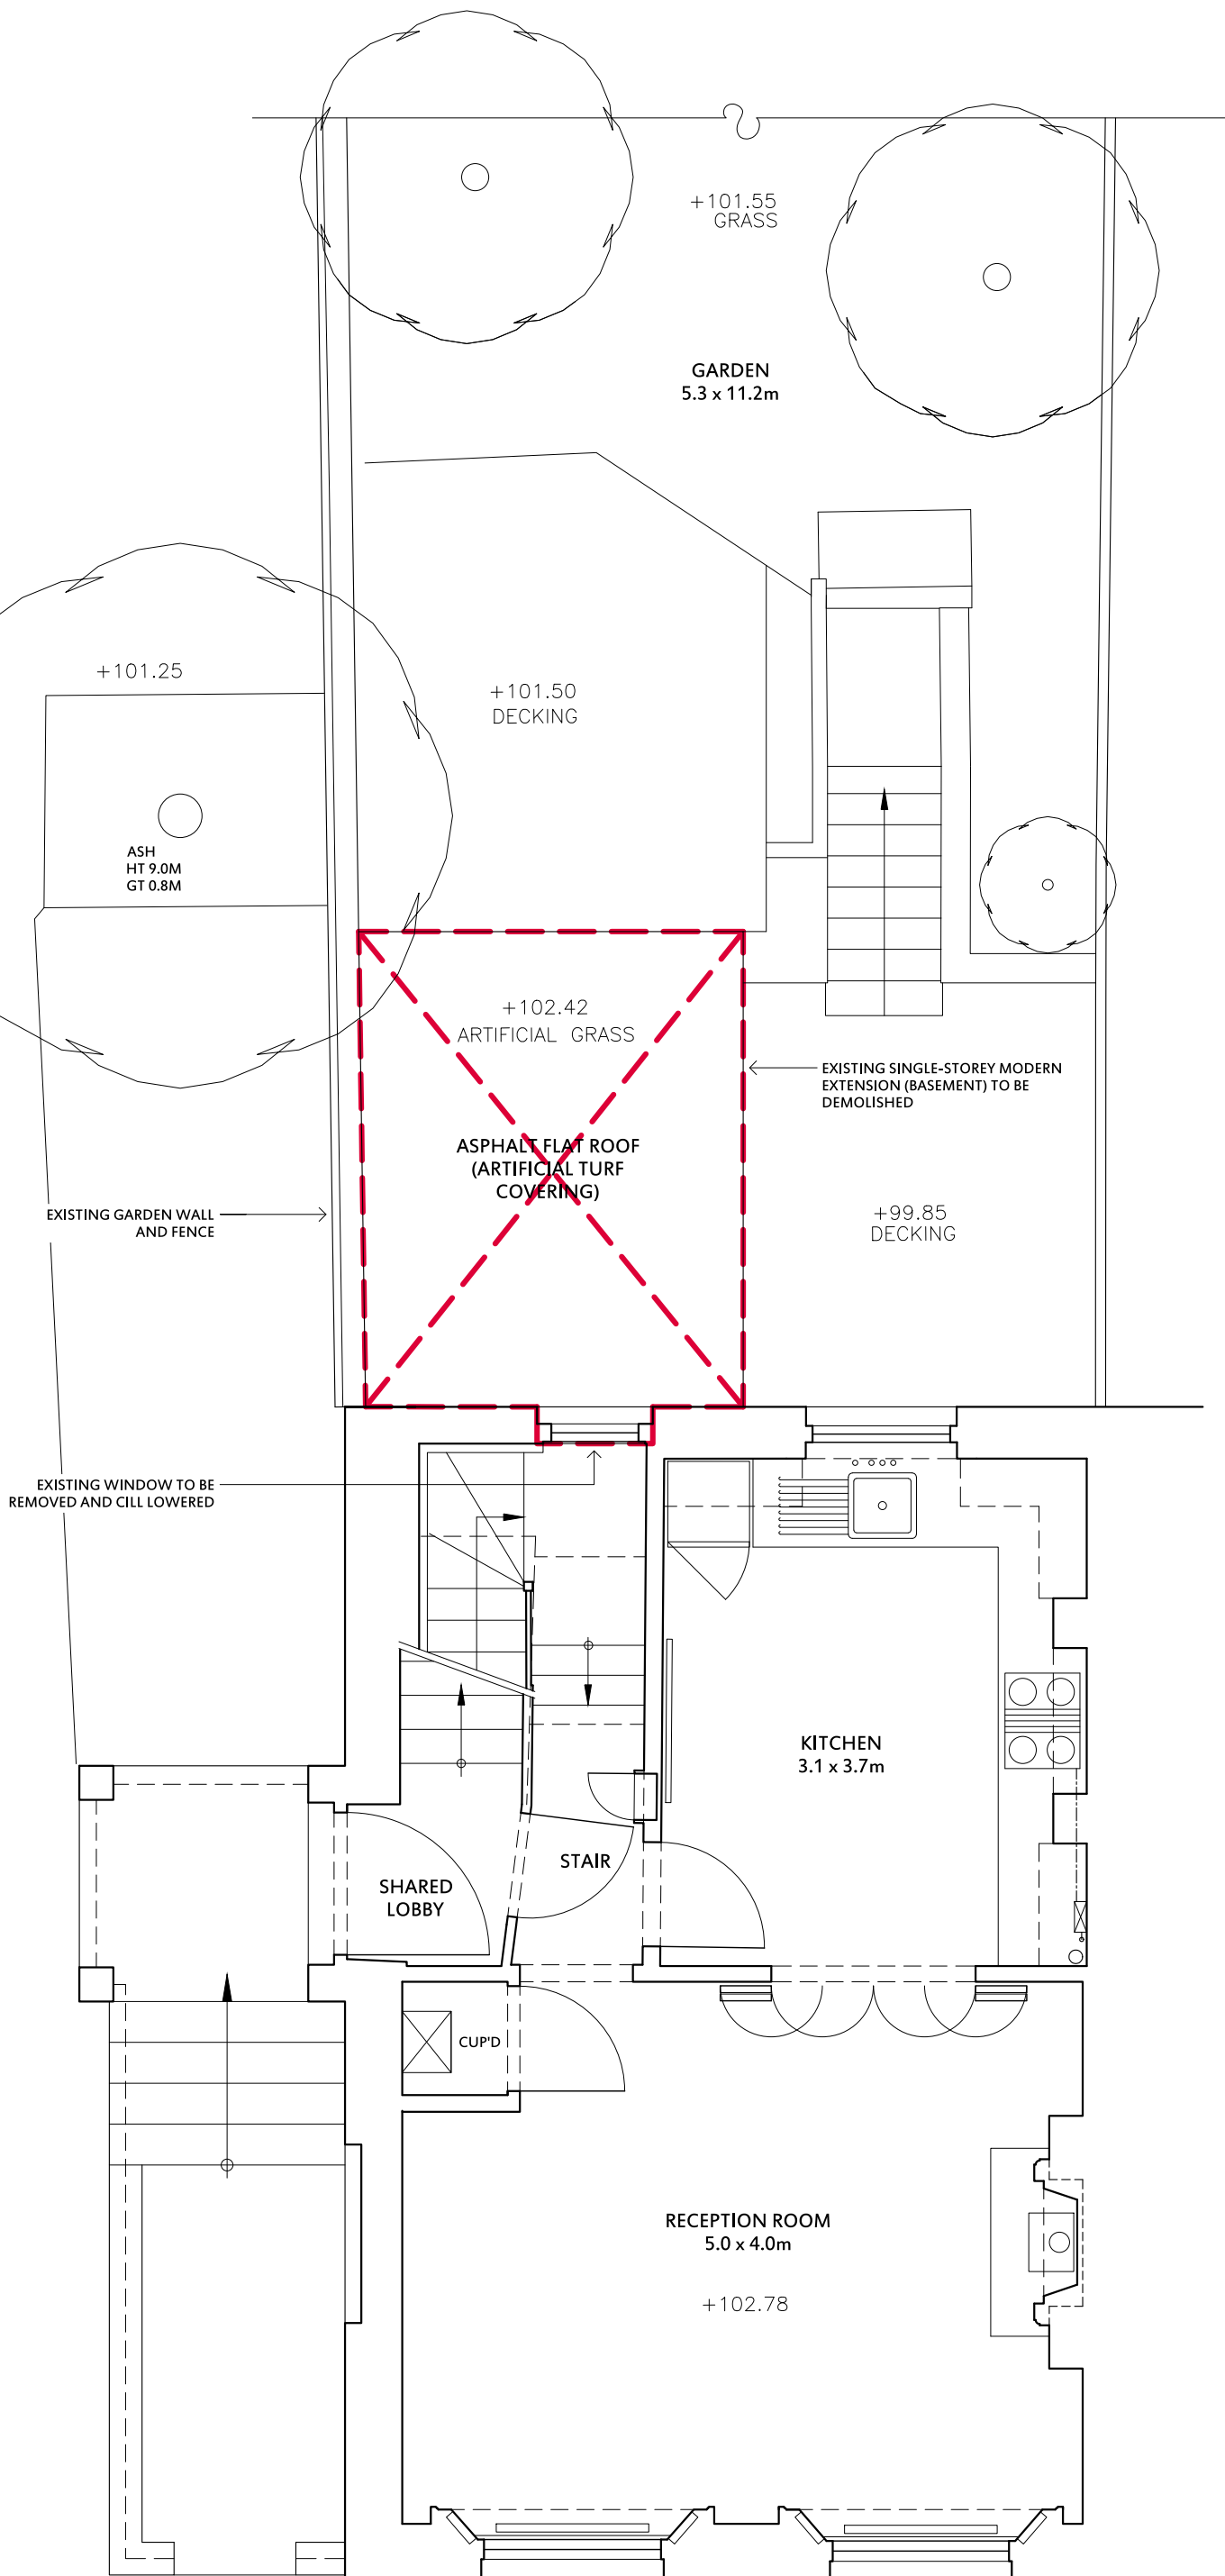 +101.55
GRASS
GARDEN
5.3 x 11.2m
+101.25
+101.50
DECKING
ASH
HT 9.0M
GT 0.8M
+102.42
ARTIFICIAL GRASS
EXISTING SINGLE-STOREY MODERN
EXTENSION (BASEMENT) TO BE
DEMOLISHED
ASPHALT FLAT ROOF
(ARTIFICIAL TURF
COVERING)
EXISTING GARDEN WALL
AND FENCE
+99.85
DECKING
EXISTING WINDOW TO BE
REMOVED AND CILL LOWERED
KITCHEN
3.1 x 3.7m
STAIR
SHARED
LOBBY
CUP'D
RECEPTION ROOM
5.0 x 4.0m
+102.78